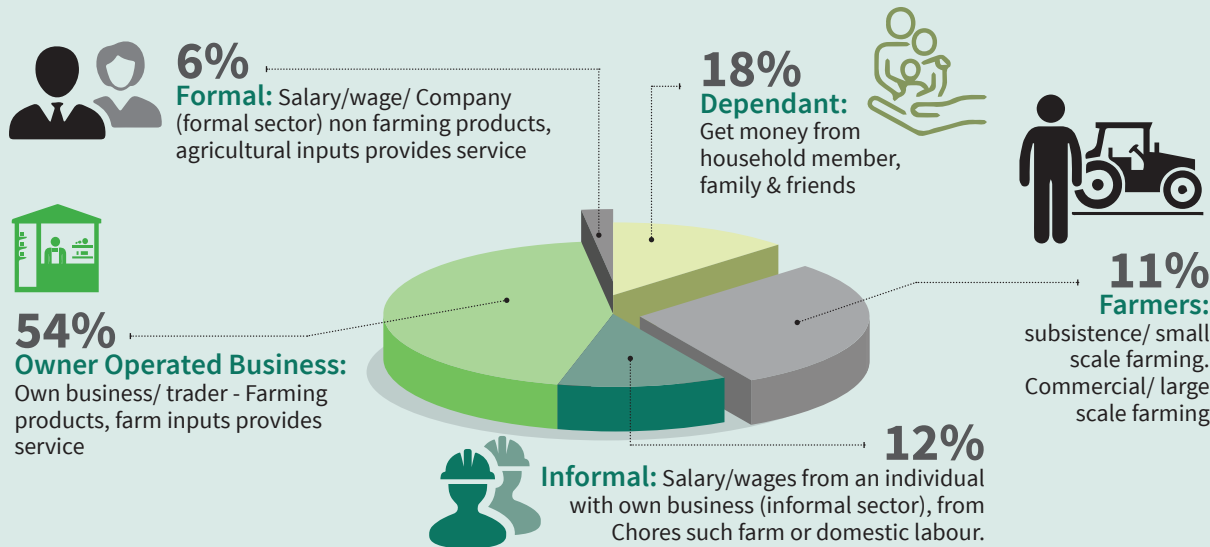 6%
Formal: Salary/wage/ Company
(formal sector) non farming products,
agricultural inputs provides service
18%
Dependant:
Get money from
household member,
family & friends
11%
Farmers:
subsistence/ small
scale farming.
Commercial/ large
scale farming
54%
Owner Operated Business:
Own business/ trader - Farming
products, farm inputs provides
service
12%
Informal: Salary/wages from an individual
with own business (informal sector), from
Chores such farm or domestic labour.